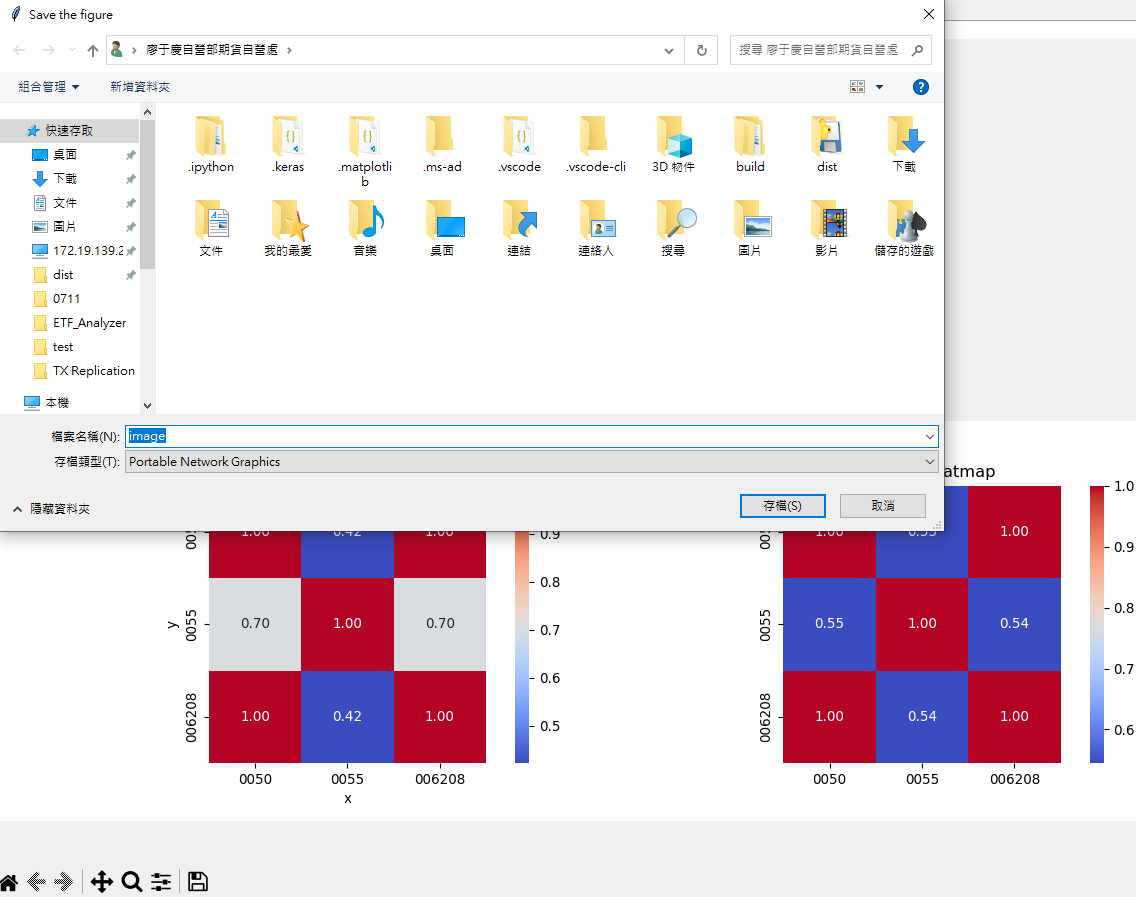 Save the figure
廖于慶自營部期貨自營處
搜尋 廖于慶自營部期貨自營處
組合管理
新增資料夾
快速存取
桌面
下載
文件
圖片
172.19.139.2
dist
0711
ETF_Analyzer
test
TX Replication
本機
.ipython
.keras
.matplotlib
.ms-ad
.vscode
.vscode-cli
3D 物件
build
dist
下載
文件
我的最愛
音樂
桌面
連結
連絡人
搜尋
圖片
影片
儲存的遊戲
檔案名稱(N):
image
存檔類型(T):
Portable Network Graphics
隱藏資料夾
存檔(S)
取消
1.00 0.42 1.00
0.70 1.00 0.70
1.00 0.42 1.00
y
0055
006208
0050 0055 006208
x
0.9
0.8
0.7
0.6
0.5
atmap
1.00 0.55 1.00
0.55 1.00 0.54
1.00 0.54 1.00
0055
006208
0050 0055 006208
1.0
0.9
0.8
0.7
0.6